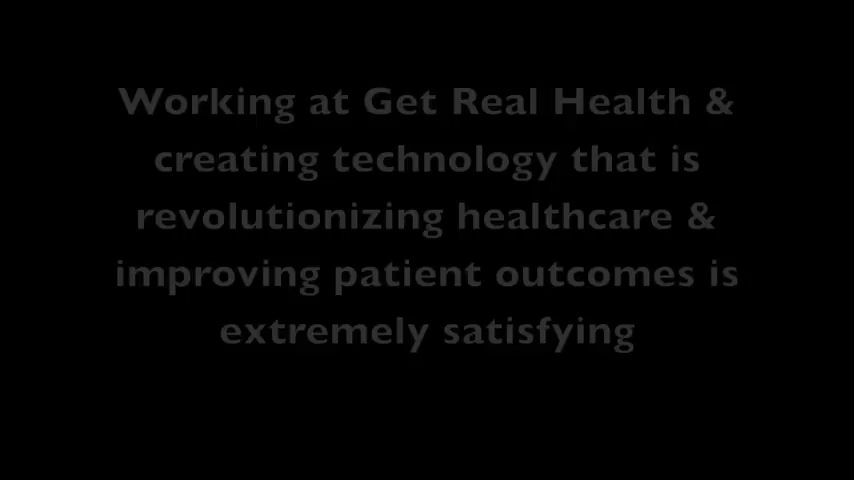 Working at Get Real Health &
creating technology that is
revolutionizing healthcare &
improving patient outcomes is
extremely satisfying